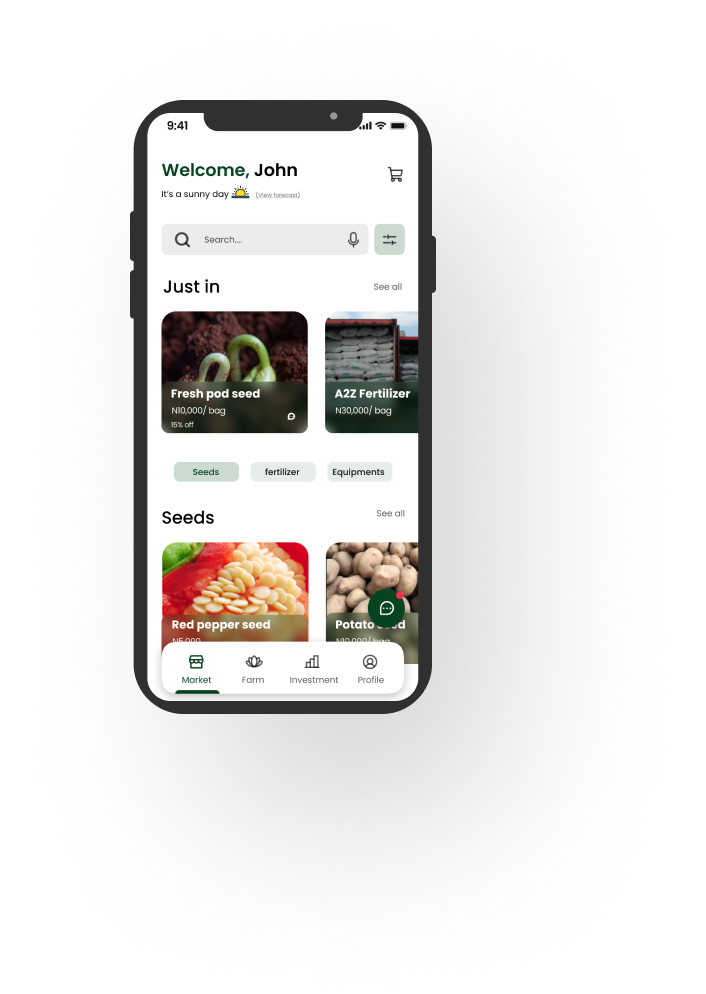 9:41
Welcome, John
It's a sunny day (View forecast)
Search....
Just in See all
Fresh pod seed
N10,000/ bag
15% off
A2Z Fertilizer
N30,000/ bag
Seeds fertilizer Equipments
Seeds See all
Red pepper seed
N5,000
Potato seed
N10,000/ bag
Market Farm Investment Profile